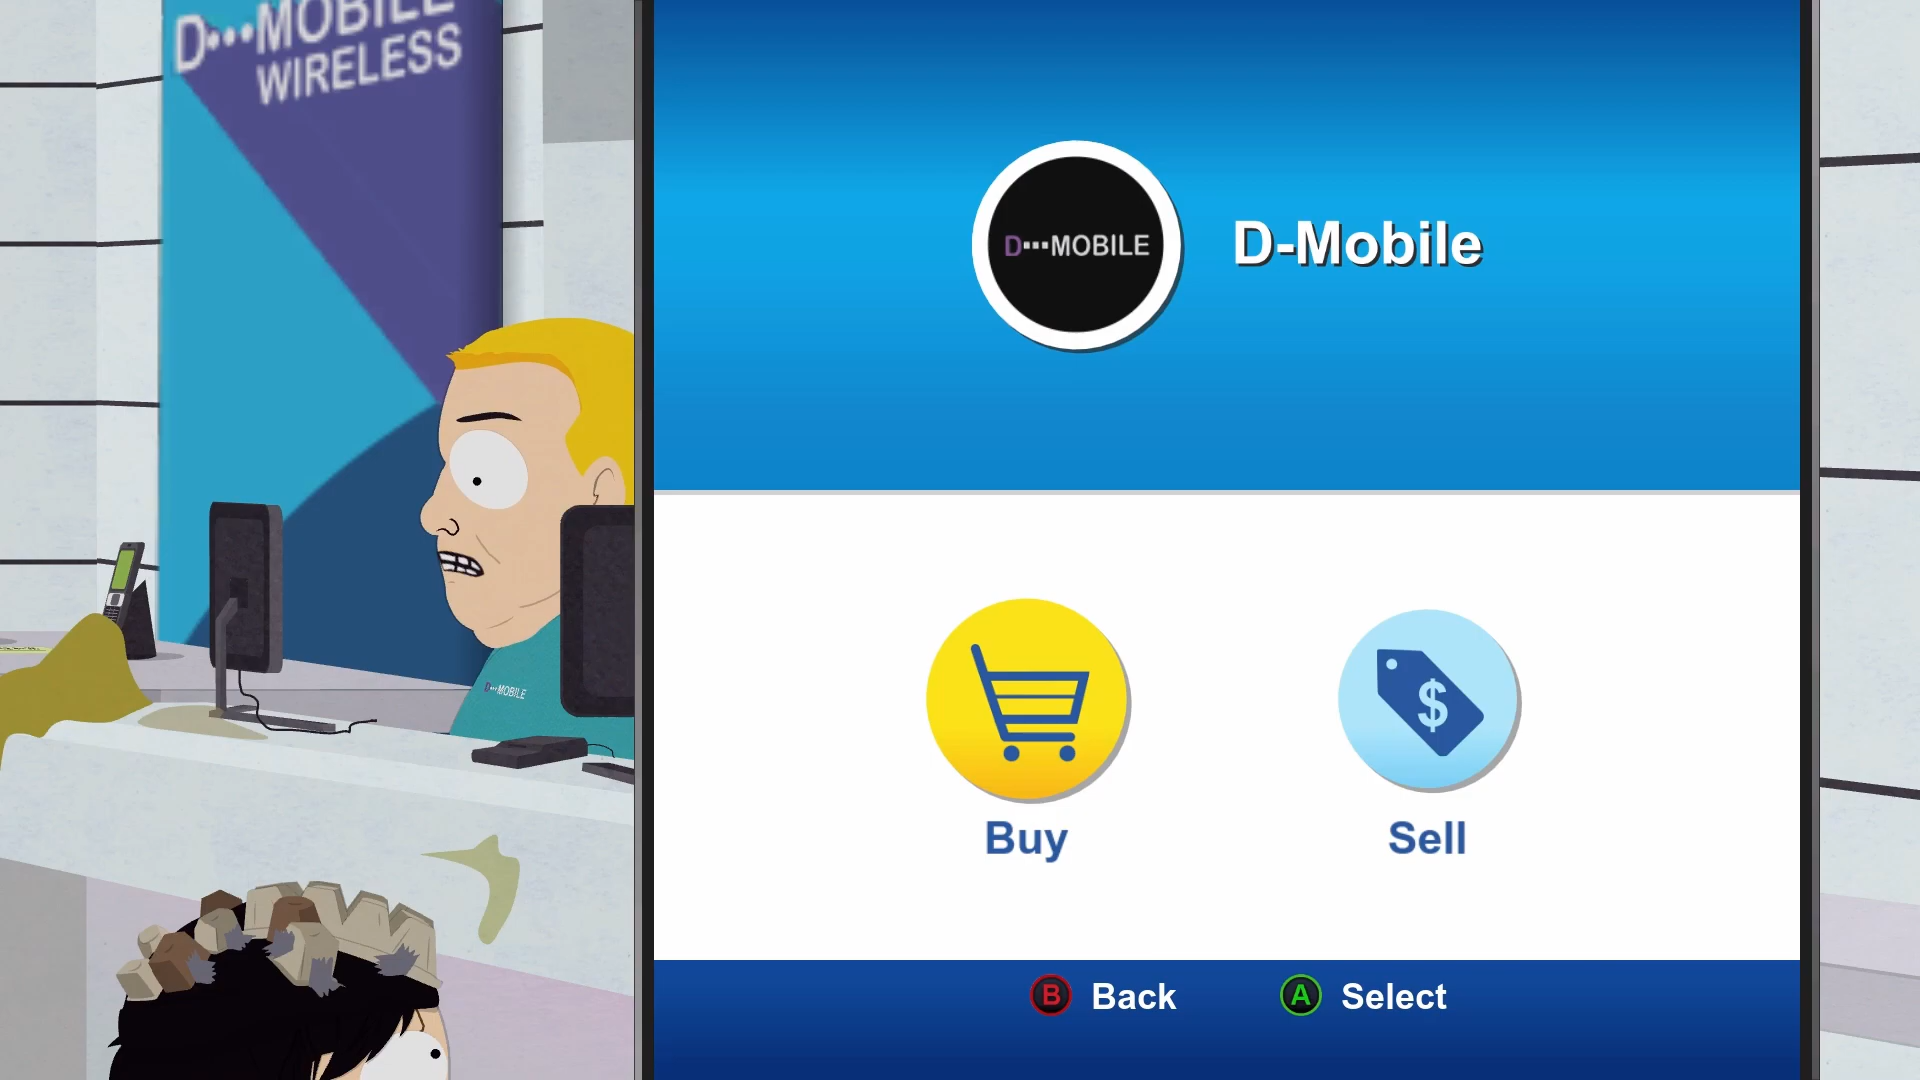 D···MOBILE
WIRELESS
D···MOBILE
D-Mobile
D···MOBILE
Buy
Sell
B Back
A Select